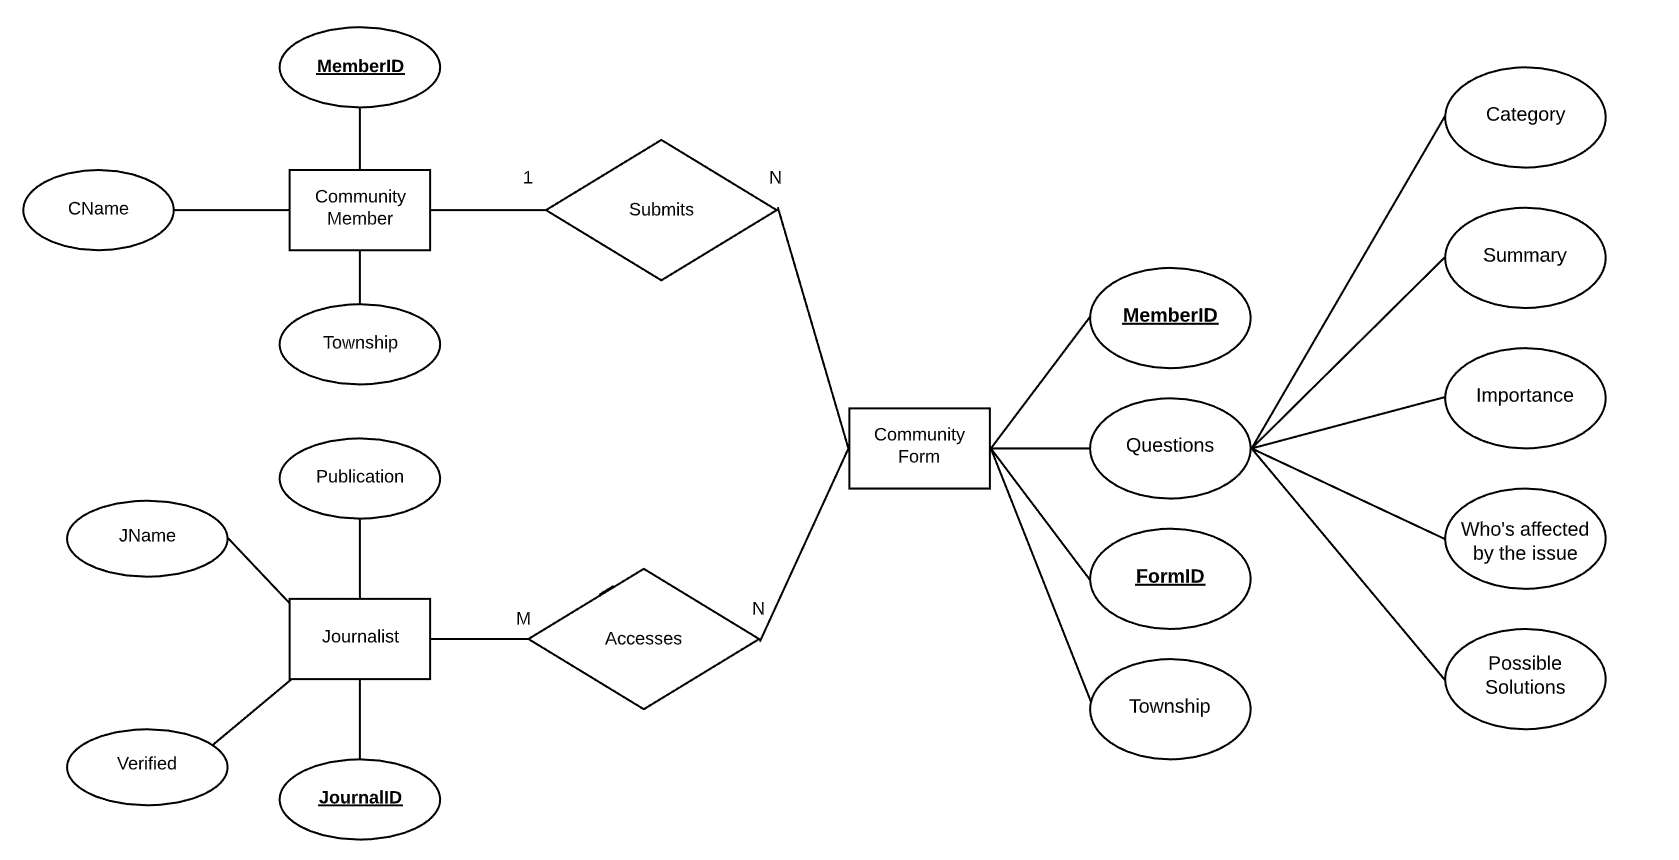 MemberID
CName
Community
Member
1
Submits
N
Township
Publication
JName
Journalist
M
Accesses
N
Verified
JournalID
Community
Form
MemberID
Questions
FormID
Township
Category
Summary
Importance
Who's affected
by the issue
Possible
Solutions